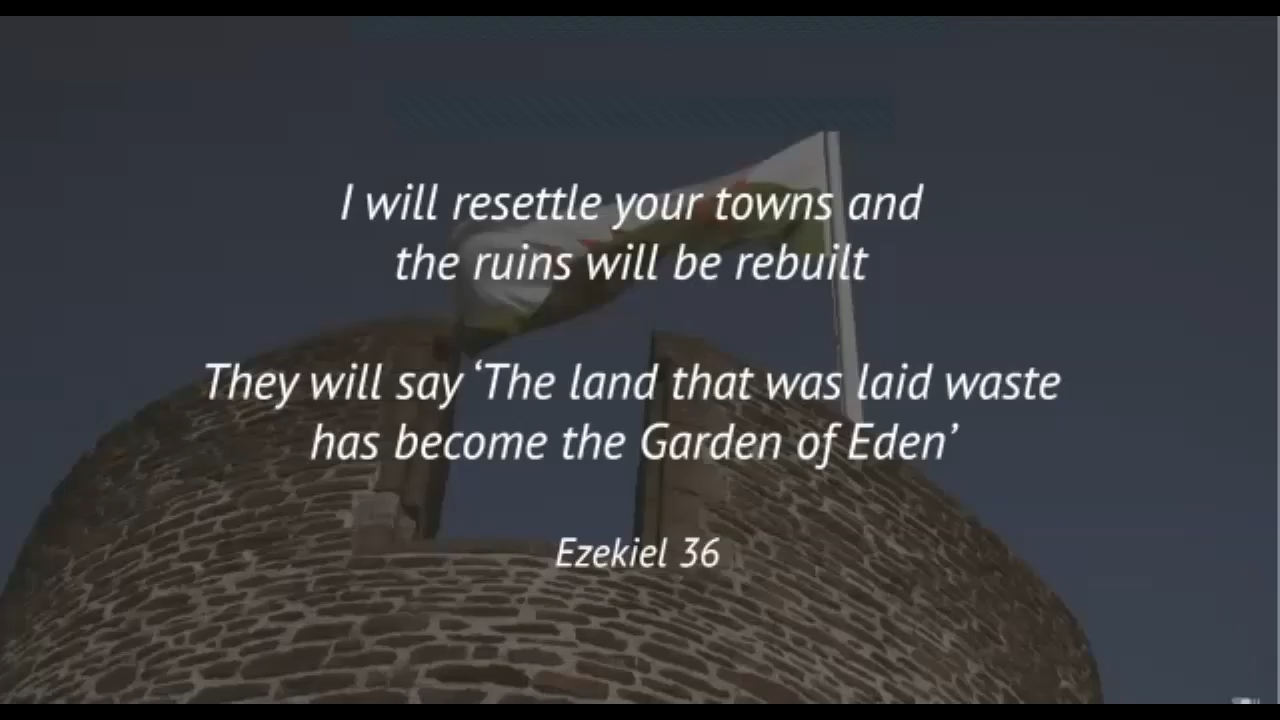 I will resettle your towns and
the ruins will be rebuilt
They will say ‘The land that was laid waste
has become the Garden of Eden’
Ezekiel 36